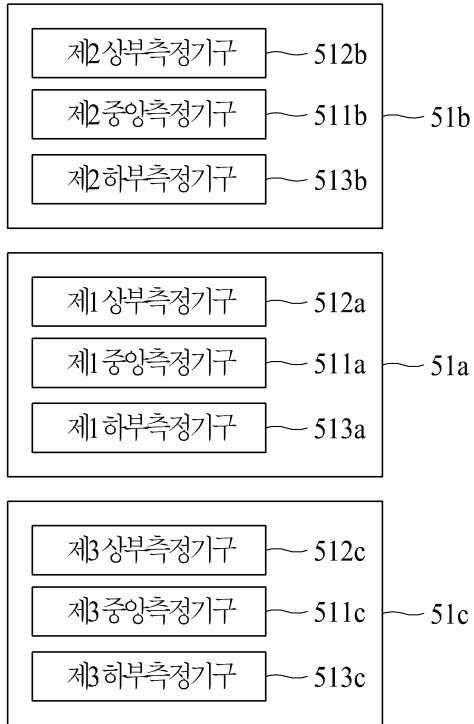 제2상부측정기구 512b
제2중앙측정기구 511b
51b
제2하부측정기구 513b
제1상부측정기구 512a
제1중앙측정기구 511a
51a
제1하부측정기구 513a
제3상부측정기구 512c
제3중앙측정기구 511c
51c
제3하부측정기구 513c